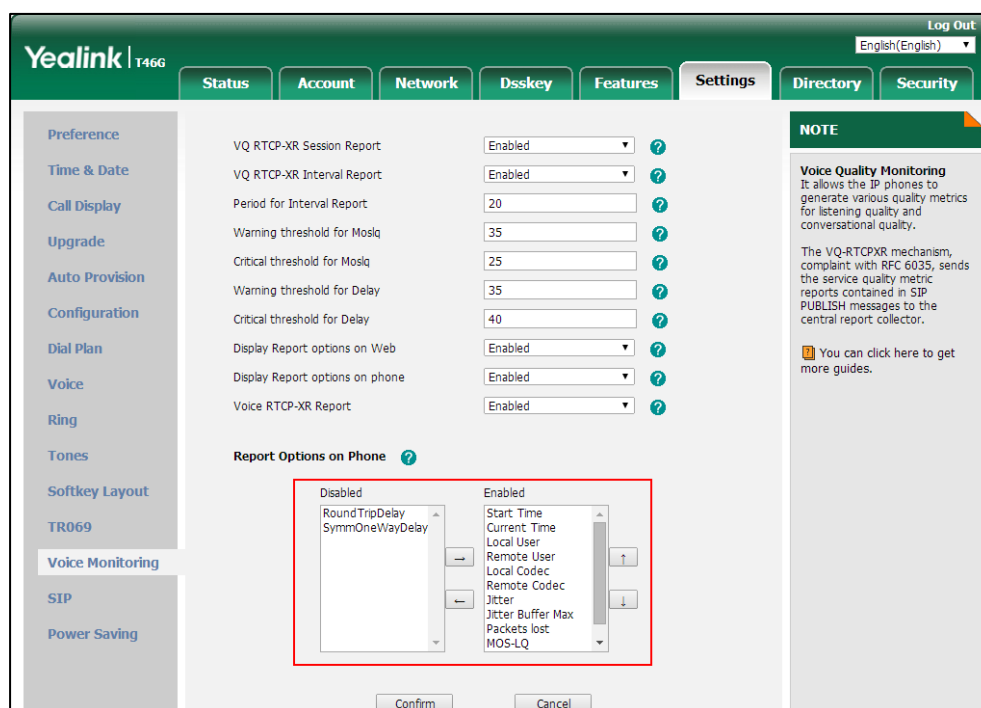 Log Out
Yealink | T46G
English(English)
Status Account Network Dsskey Features Settings Directory Security
Preference
Time & Date
Call Display
Upgrade
Auto Provision
Configuration
Dial Plan
Voice
Ring
Tones
Softkey Layout
TR069
Voice Monitoring
SIP
Power Saving
VQ RTCP-XR Session Report Enabled ?
VQ RTCP-XR Interval Report Enabled ?
Period for Interval Report 20 ?
Warning threshold for Moslq 35 ?
Critical threshold for Moslq 25 ?
Warning threshold for Delay 35 ?
Critical threshold for Delay 40 ?
Display Report options on Web Enabled ?
Display Report options on phone Enabled ?
Voice RTCP-XR Report Enabled ?
Report Options on Phone ?
Disabled
RoundTripDelay
SymmOneWayDelay
→
←
Enabled
Start Time
Current Time
Local User
Remote User
Local Codec
Remote Codec
Jitter
Jitter Buffer Max
Packets lost
MOS-LQ
↑
↓
Confirm Cancel
NOTE
Voice Quality Monitoring
It allows the IP phones to
generate various quality metrics
for listening quality and
conversational quality.
The VQ-RTCPXR mechanism,
complaint with RFC 6035, sends
the service quality metric
reports contained in SIP
PUBLISH messages to the
central report collector.
? You can click here to get
more guides.